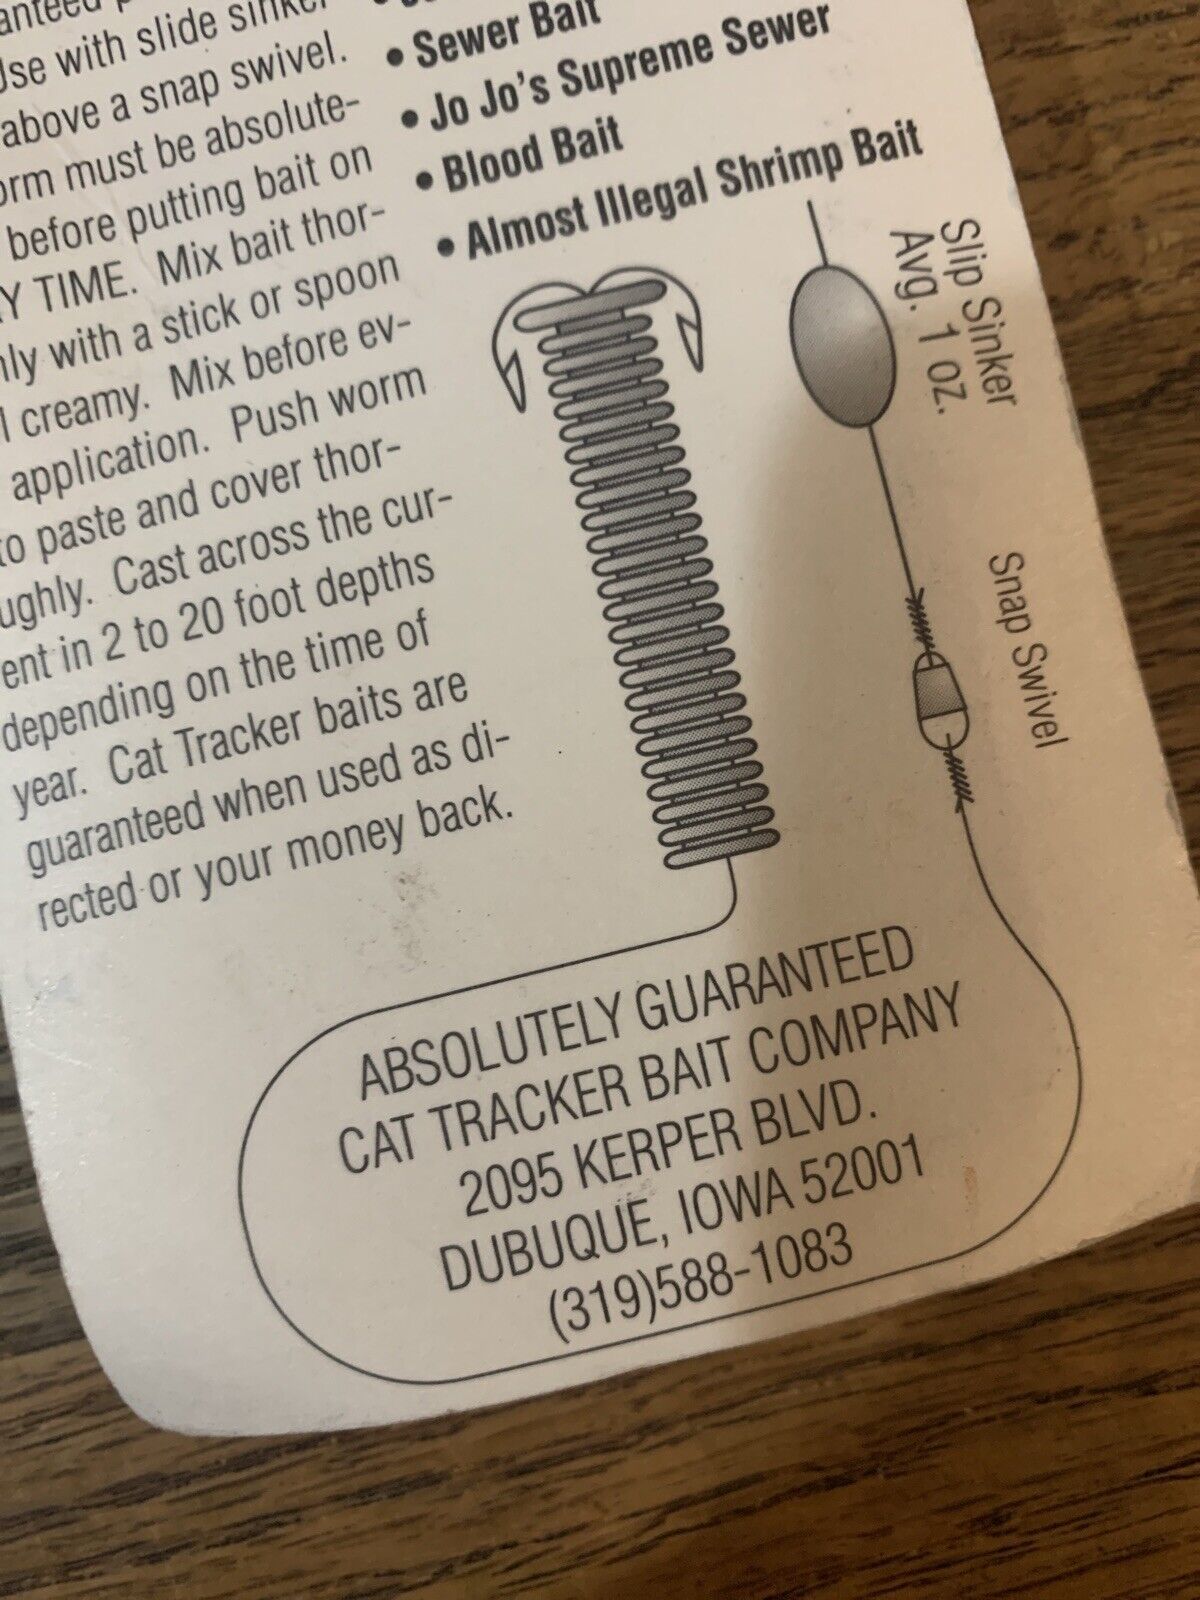 with slide sinker
above a snap swivel.
must be absolute-
before putting bait on
TIME. Mix bait thor-
with a stick or spoon
creamy. Mix before ev-
application. Push worm
paste and cover thor-
oughly. Cast across the cur-
rent in 2 to 20 foot depths
depending on the time of
year. Cat Tracker baits are
guaranteed when used as di-
rected or your money back.
• Sewer Bait
• Jo Jo's Supreme Sewer
• Blood Bait
• Almost Illegal Shrimp Bait
Slip Sinker
Avg. 1 oz.
Snap Swivel
ABSOLUTELY GUARANTEED
CAT TRACKER BAIT COMPANY
2095 KERPER BLVD.
DUBUQUE, IOWA 52001
(319)588-1083